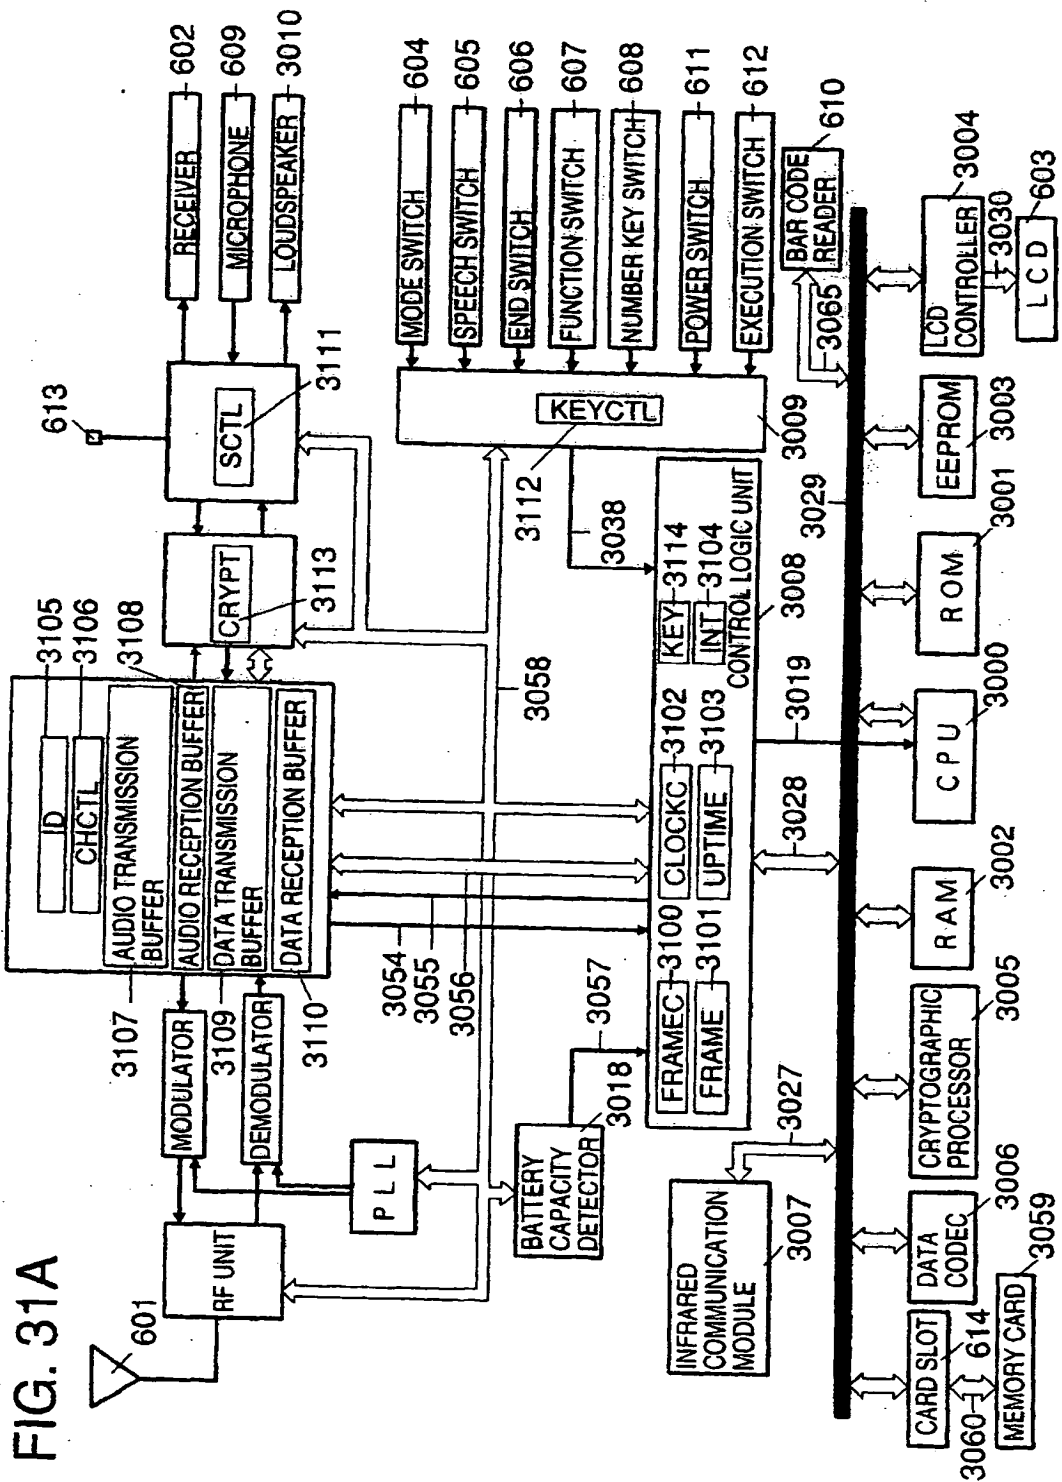 FIG. 31A
601
RF UNIT
MODULATOR
DEMODULATOR
PLL
3107
3109
3110
ID
CHCTL
AUDIO TRANSMISSION
BUFFER
AUDIO RECEPTION BUFFER
DATA TRANSMISSION
BUFFER
DATA RECEPTION BUFFER
3105
3106
3108
CRYPT
3113
613
SCTL
3111
RECEIVER
602
MICROPHONE
609
LOUDSPEAKER
3010
MODE SWITCH
604
SPEECH SWITCH
605
END SWITCH
606
FUNCTION SWITCH
607
NUMBER KEY SWITCH
608
POWER SWITCH
611
EXECUTION SWITCH
612
KEYCTL
3112
3009
3038
3058
3054
3055
3056
3057
BATTERY
CAPACITY
DETECTOR
3018
FRAMEC
3100
FRAME
3101
CLOCKC
3102
UPTIME
3103
KEY
3114
INT
3104
CONTROL LOGIC UNIT
3008
INFRARED
COMMUNICATION
MODULE
3007
3027
3028
3019
3029
BAR CODE
READER
610
3065
CARD SLOT
614
3060
MEMORY CARD
3059
DATA
CODEC
3006
CRYPTOGRAPHIC
PROCESSOR
3005
RAM
3002
CPU
3000
ROM
3001
EEPROM
3003
LCD
CONTROLLER
3004
3030
LCD
603